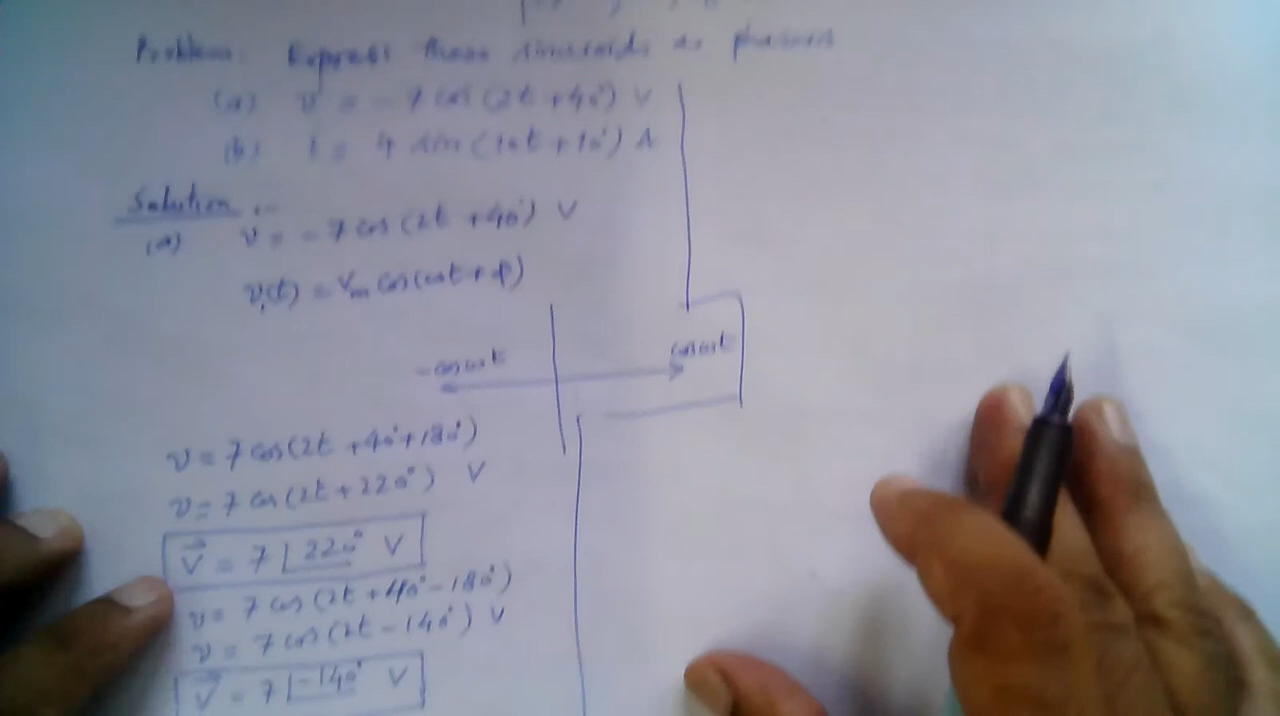 Problem: Express these sinusoids as phasors
(a) v = -7 cos (2t + 40°) V
(b) i = 4 sin (10t + 10°) A
Solution :-
(a) v = -7 cos (2t + 40°) V
v(t) = Vm cos(ωt + φ)
-cosωt cosωt
v = 7 cos(2t + 40° + 180°)
v = 7 cos (2t + 220°) V
V = 7 ∠220° V
v = 7 cos (2t + 40° - 180°)
v = 7 cos (2t - 140°) V
V = 7 ∠-140° V